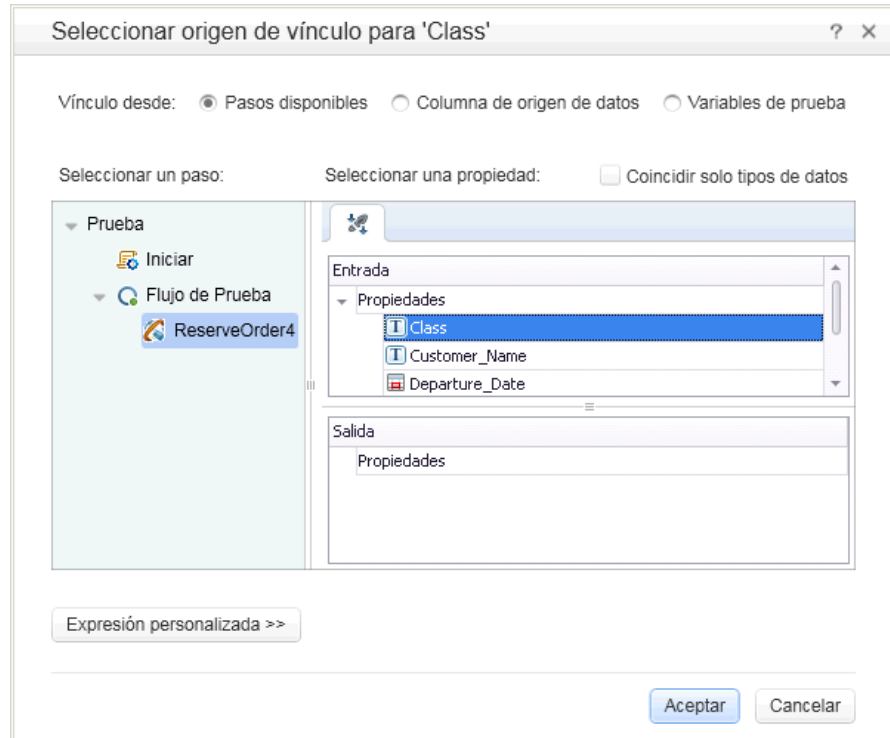 Seleccionar origen de vínculo para 'Class' ?
Vínculo desde: Pasos disponibles Columna de origen de datos Variables de prueba
Seleccionar un paso: Seleccionar una propiedad: Coincidir solo tipos de datos
Prueba
Iniciar
Flujo de Prueba
ReserveOrder4
Entrada
Propiedades
T Class
T Customer_Name
Departure_Date
Salida
Propiedades
Expresión personalizada >>
Aceptar Cancelar